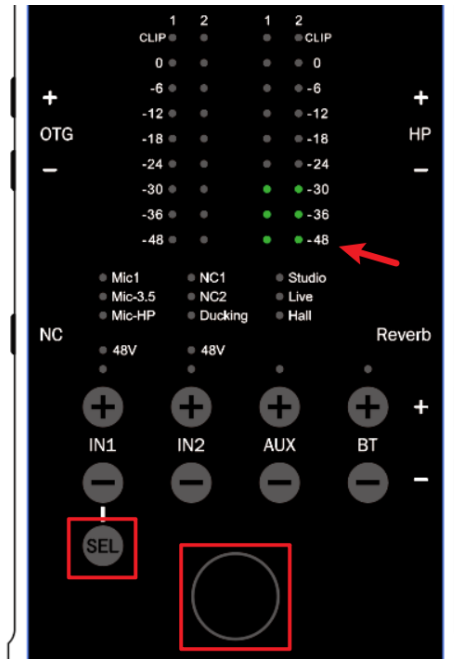 1 2 1 2
CLIP CLIP
0 0
-6 -6
+ +
-12 -12
OTG -18 -18 HP
-24 -24
- -
-30 -30
-36 -36
-48 -48
Mic1 NC1 Studio
Mic-3.5 NC2 Live
Mic-HP Ducking Hall
NC Reverb
48V 48V
+ + + + +
IN1 IN2 AUX BT
- - - - -
SEL